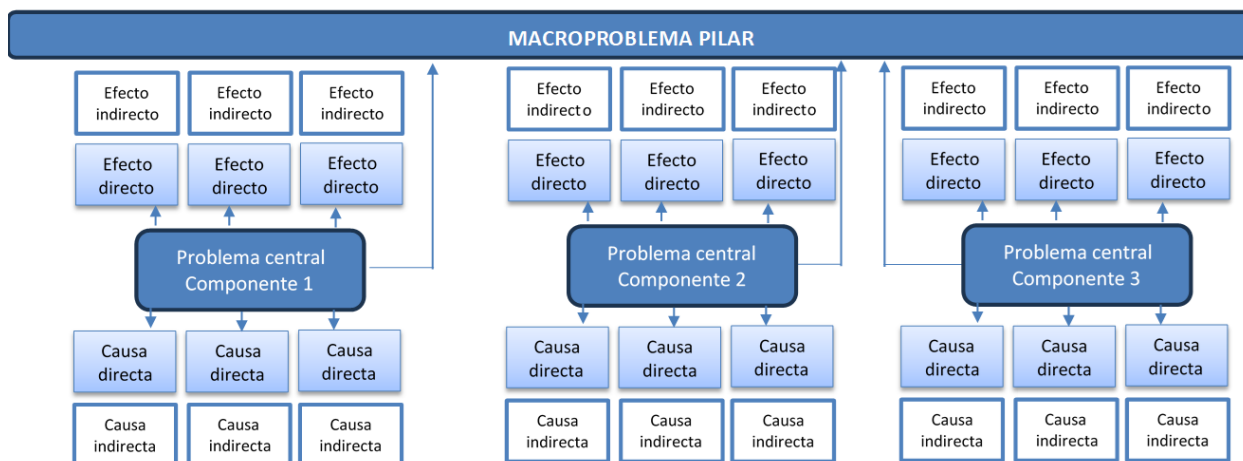 MACROPROBLEMA PILAR
Efecto
indirecto
Efecto
indirecto
Efecto
indirecto
Efecto
directo
Efecto
directo
Efecto
directo
Problema central
Componente 1
Causa
directa
Causa
directa
Causa
directa
Causa
indirecta
Causa
indirecta
Causa
indirecta
Efecto
indirecto
Efecto
indirecto
Efecto
indirecto
Efecto
directo
Efecto
directo
Efecto
directo
Problema central
Componente 2
Causa
directa
Causa
directa
Causa
directa
Causa
indirecta
Causa
indirecta
Causa
indirecta
Efecto
indirecto
Efecto
indirecto
Efecto
indirecto
Efecto
directo
Efecto
directo
Efecto
directo
Problema central
Componente 3
Causa
directa
Causa
directa
Causa
directa
Causa
indirecta
Causa
indirecta
Causa
indirecta